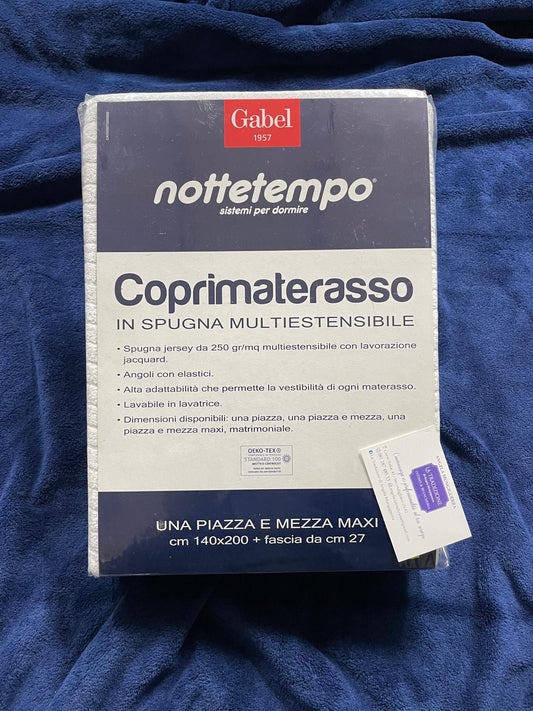 Gabel
1957
nottetempo®
sistemi per dormire
Coprimaterasso
IN SPUGNA MULTIESTENSIBILE
• Spugna jersey da 250 gr/mq multiestensibile con lavorazione
jacquard.
• Angoli con elastici.
• Alta adattabilità che permette la vestibilità di ogni materasso.
• Lavabile in lavatrice.
• Dimensioni disponibili: una piazza, una piazza e mezza, una
piazza e mezza maxi, matrimoniale.
OEKO-TEX®
STANDARD 100
UNA PIAZZA E MEZZA MAXI
cm 140x200 + fascia da cm 27
LA TRADIZIONE